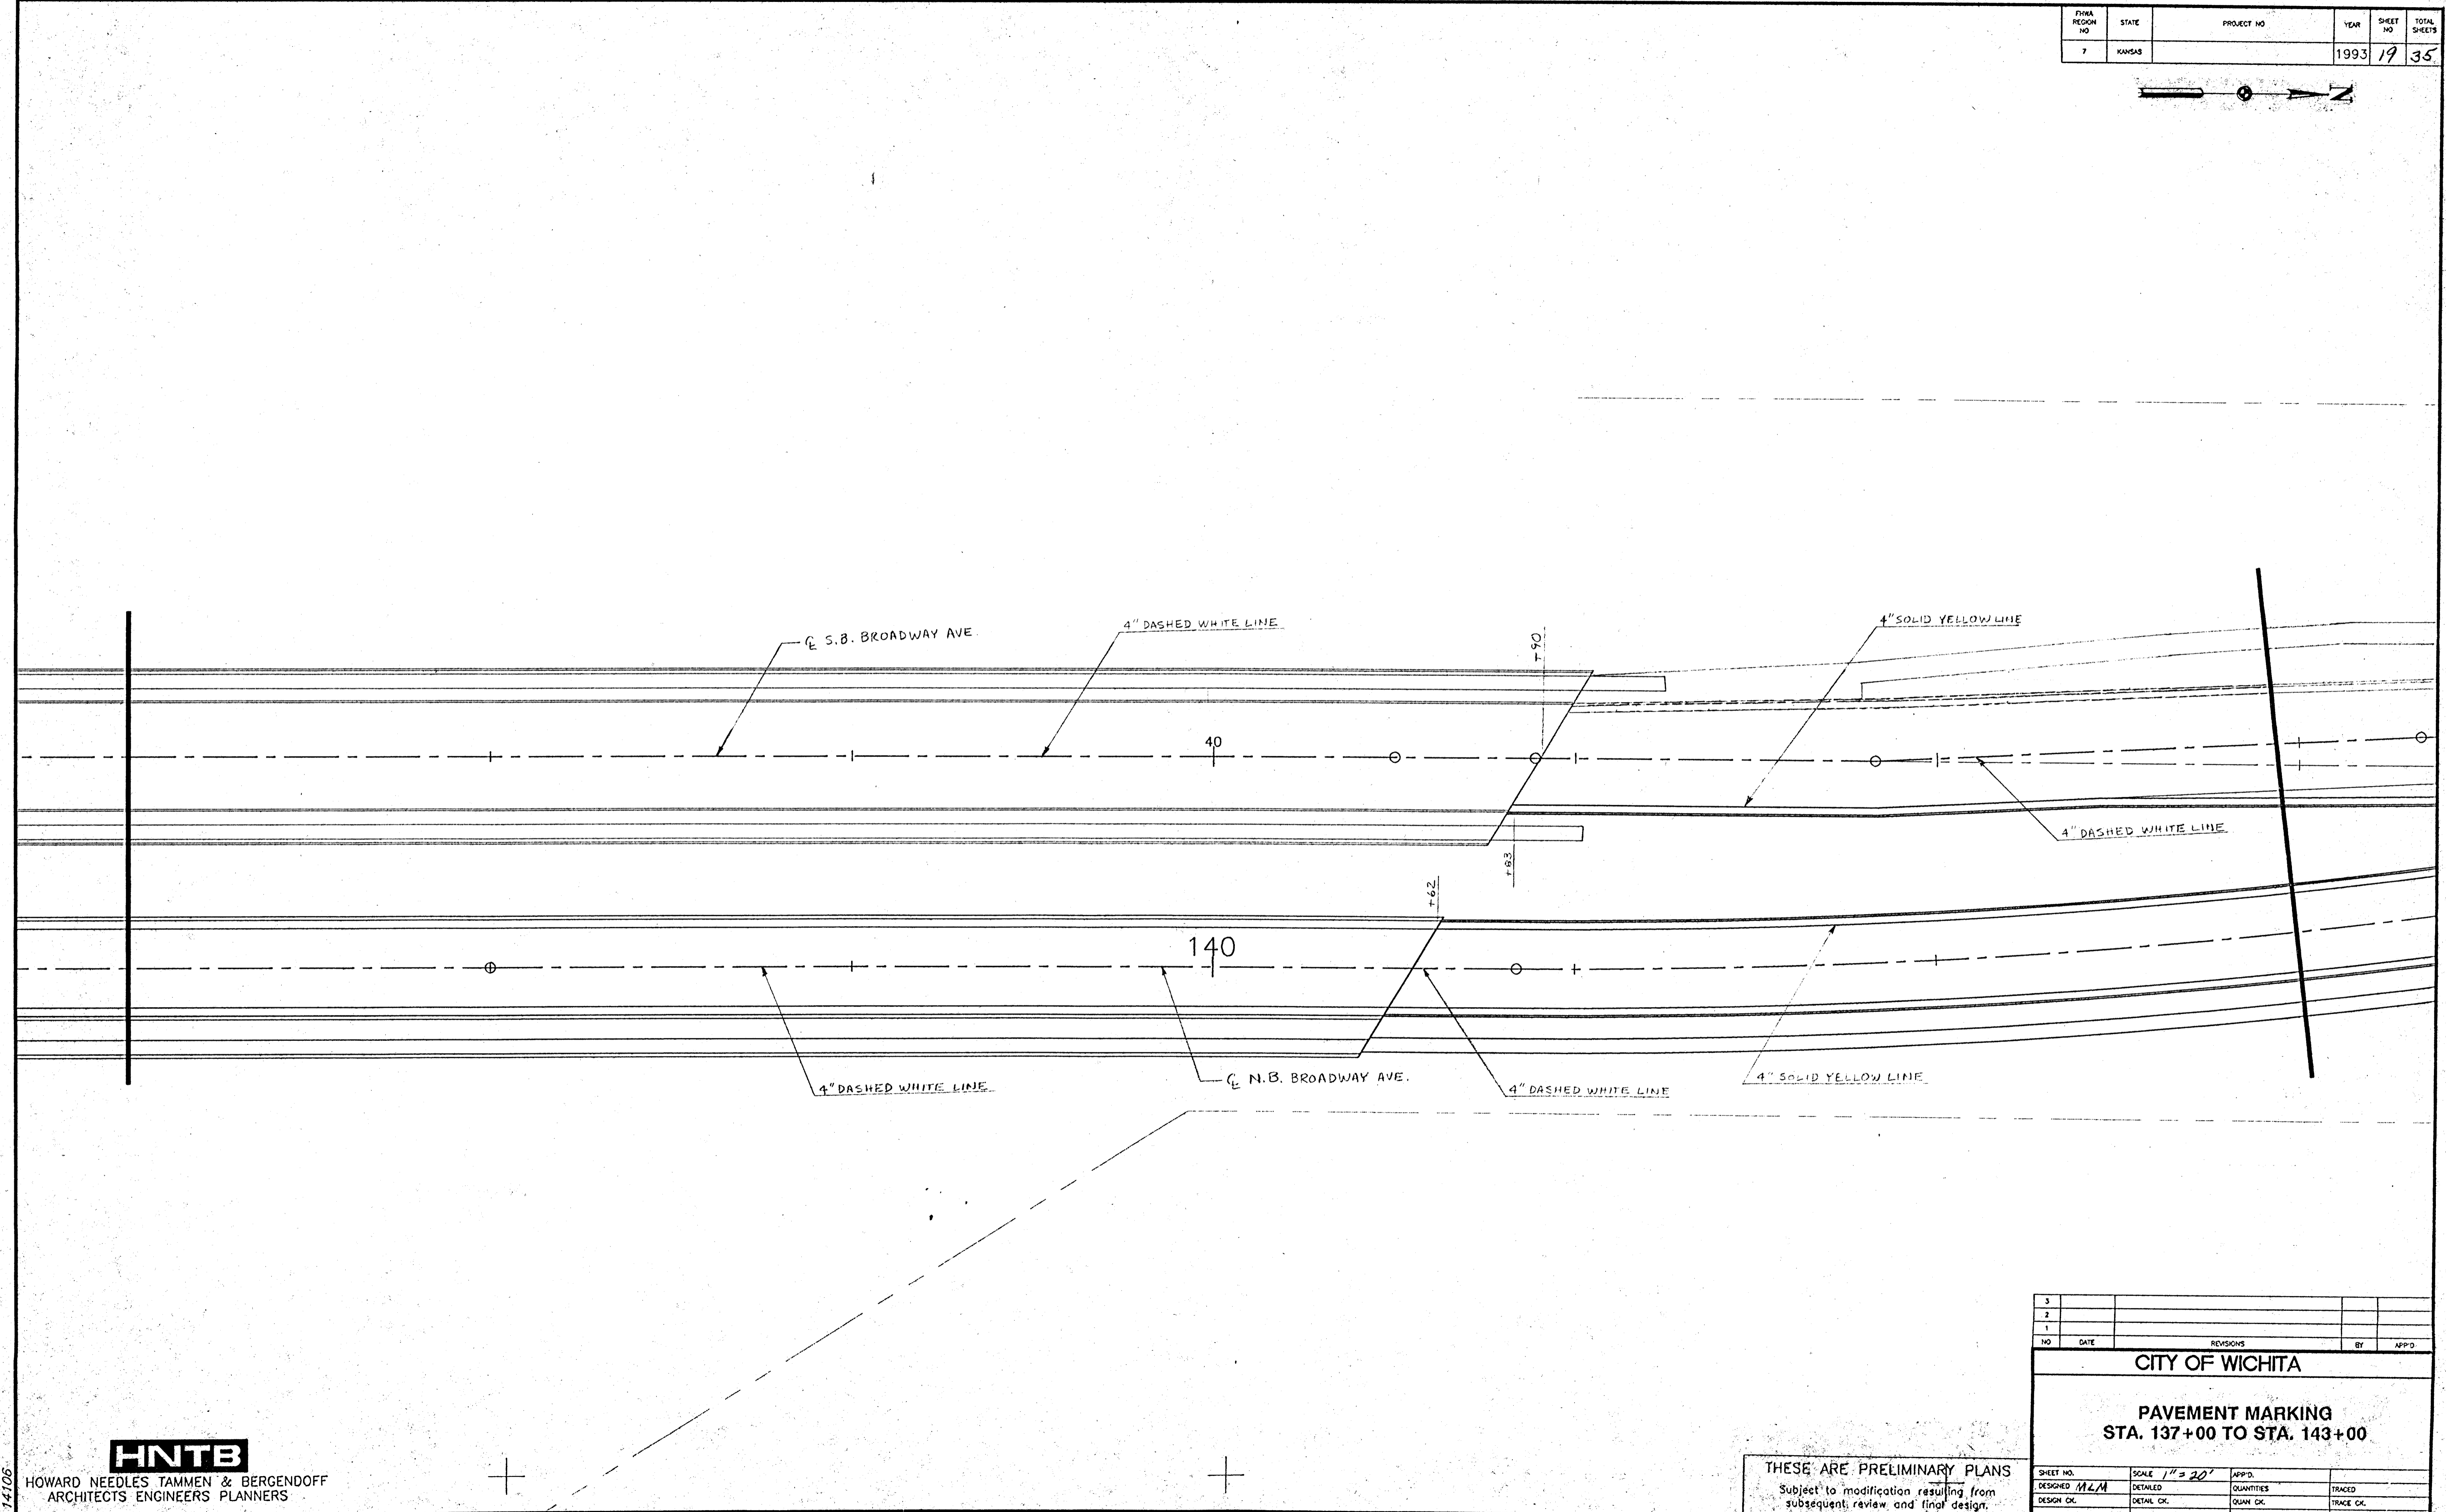 FHWA REGION NO STATE PROJECT NO YEAR SHEET NO TOTAL SHEETS
7 KANSAS 1993 19 35
N
℄ S.B. BROADWAY AVE.
4" DASHED WHITE LINE
+90
4" SOLID YELLOW LINE
40
4" DASHED WHITE LINE
+83
+62
140
4" DASHED WHITE LINE
℄ N.B. BROADWAY AVE.
4" DASHED WHITE LINE
4" SOLID YELLOW LINE
3
2
1
NO DATE REVISIONS BY APP'D
CITY OF WICHITA
PAVEMENT MARKING
STA. 137+00 TO STA. 143+00
SHEET NO. SCALE 1" = 20' APP'D.
DESIGNED MLM DETAILED QUANTITIES TRACED
DESIGN CK. DETAIL CK. QUAN CK. TRACE CK.
THESE ARE PRELIMINARY PLANS
Subject to modification resulting from
subsequent review and final design.
HNTB
HOWARD NEEDLES TAMMEN & BERGENDOFF
ARCHITECTS ENGINEERS PLANNERS
14106